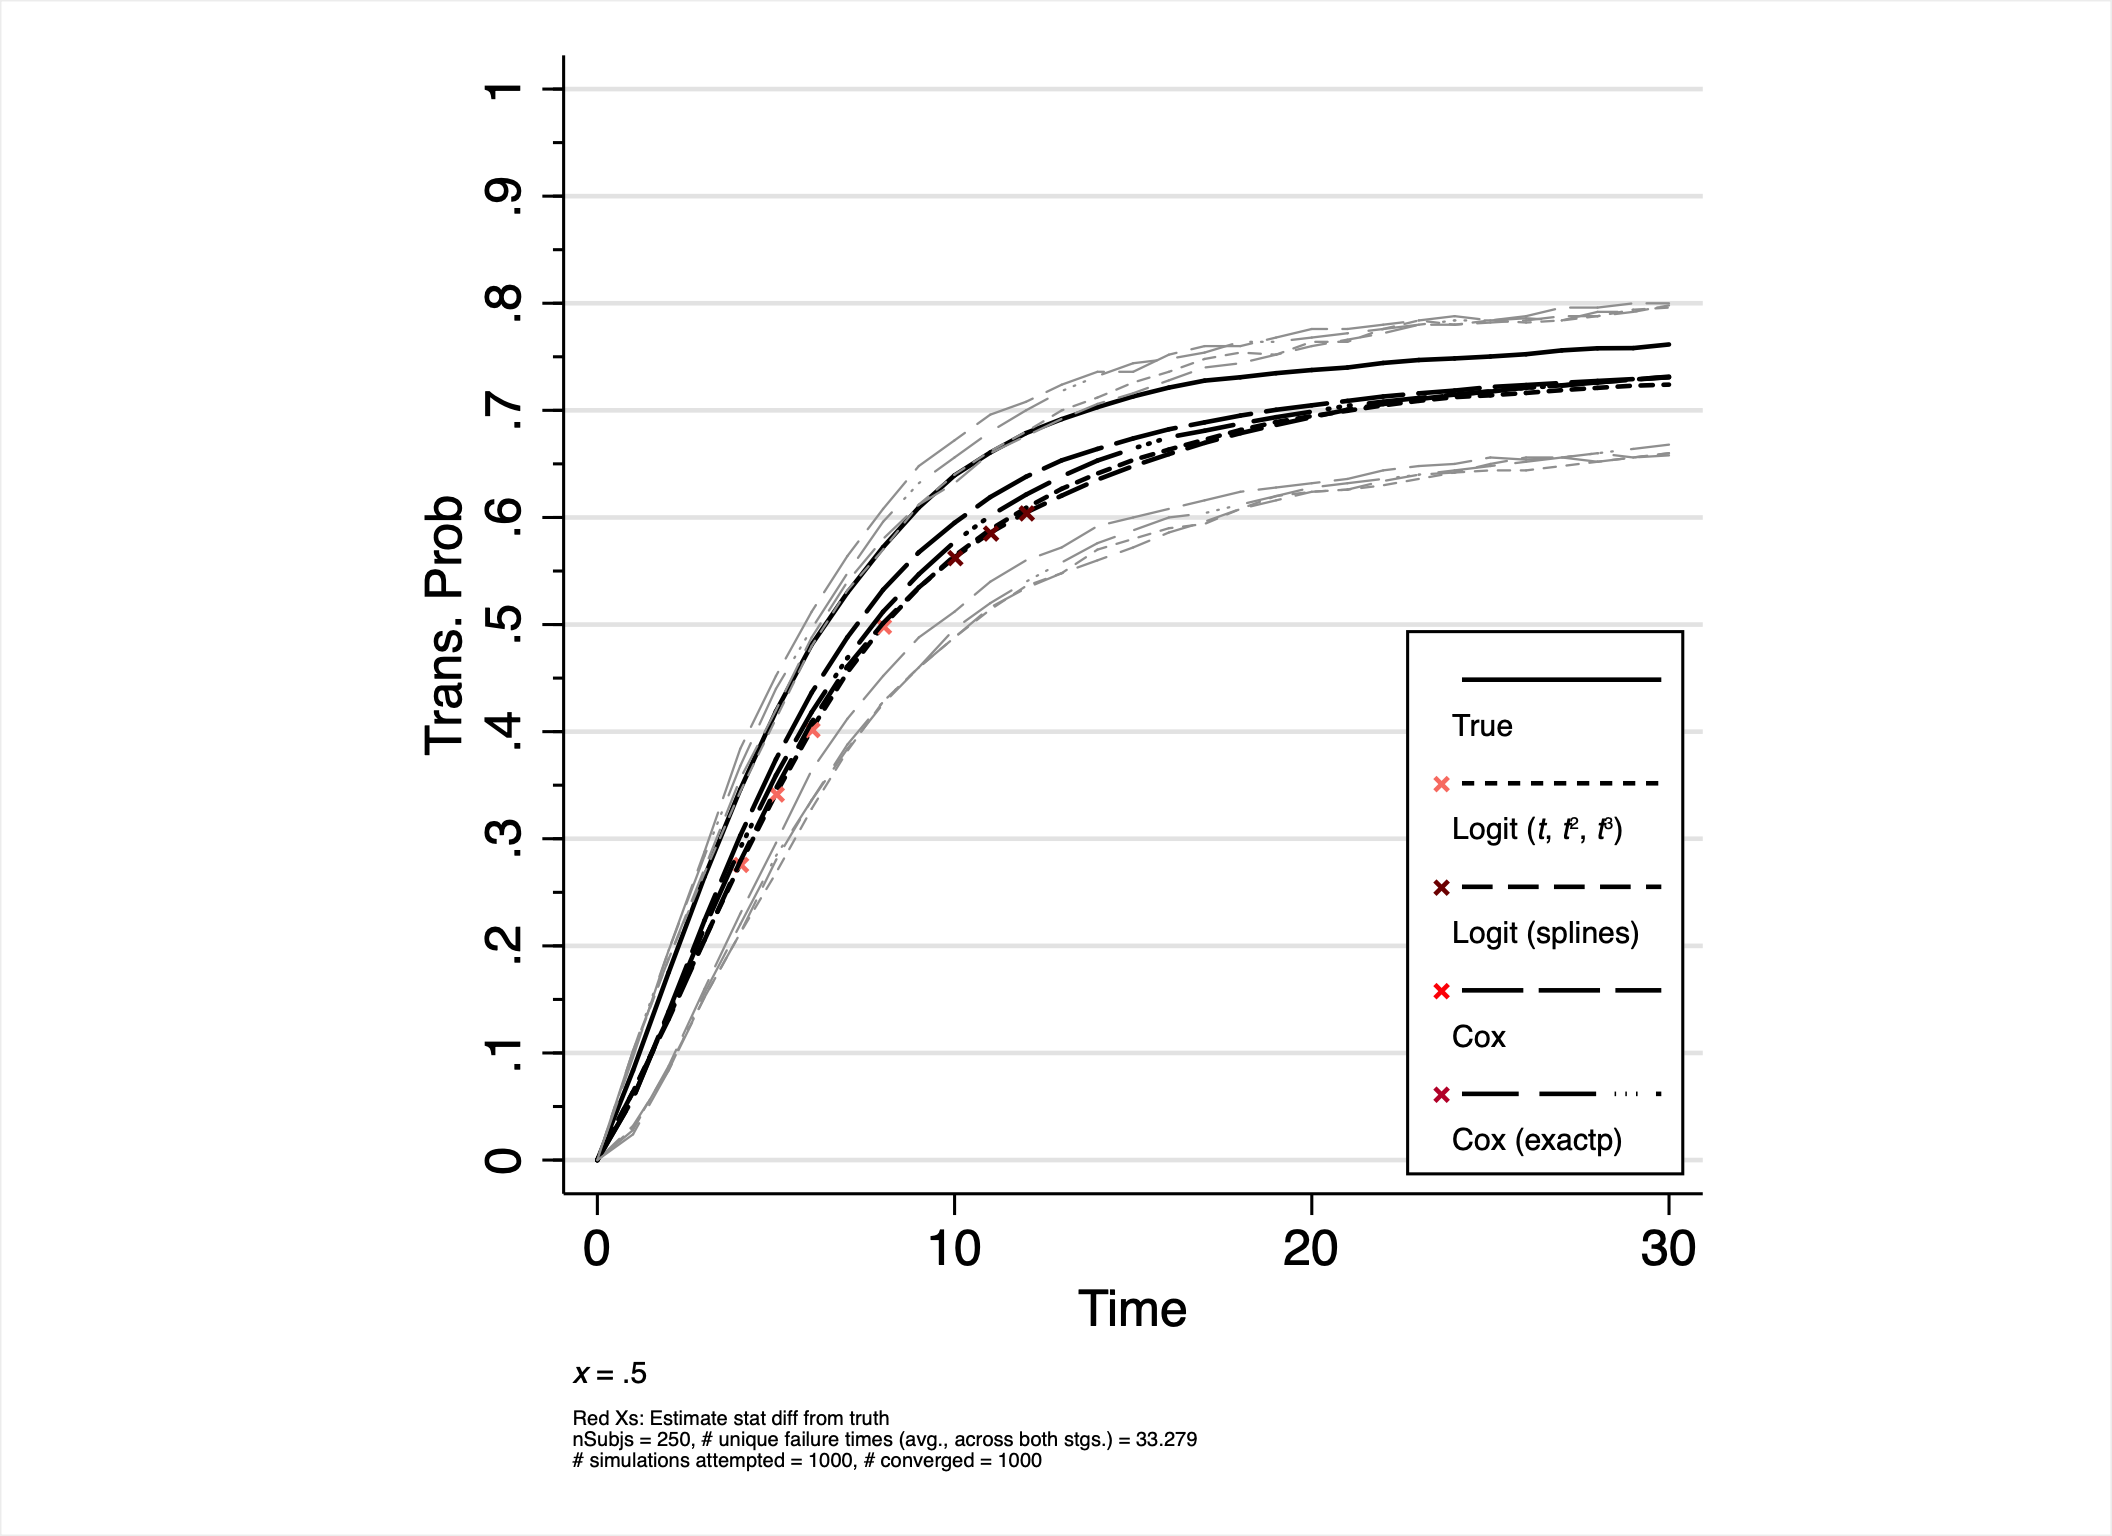 1
.9
.8
.7
.6
.5
.4
.3
.2
.1
0
Trans. Prob
True
Logit (t, t², t³)
Logit (splines)
Cox
Cox (exactp)
0 10 20 30
Time
x = .5
Red Xs: Estimate stat diff from truth
nSubjs = 250, # unique failure times (avg., across both stgs.) = 33.279
# simulations attempted = 1000, # converged = 1000